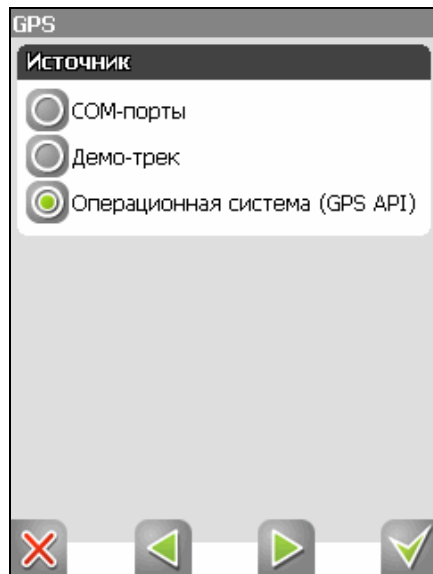 GPS
Источник
COM-порты
Демо-трек
Операционная система (GPS API)